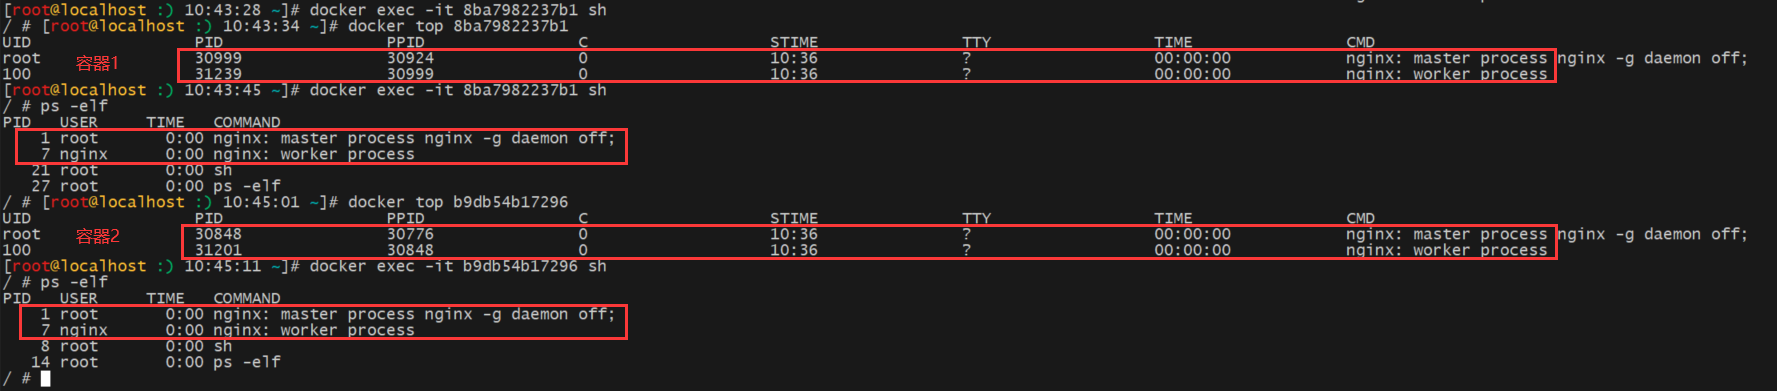 [root@localhost :) 10:43:28 ~]# docker exec -it 8ba7982237b1 sh
/ # [root@localhost :) 10:43:34 ~]# docker top 8ba7982237b1
UID PID PPID C STIME TTY TIME CMD
root 30999 30924 0 10:36 ? 00:00:00 nginx: master process nginx -g daemon off;
容器1
100 31239 30999 0 10:36 ? 00:00:00 nginx: worker process
[root@localhost :) 10:43:45 ~]# docker exec -it 8ba7982237b1 sh
/ # ps -elf
PID USER TIME COMMAND
1 root 0:00 nginx: master process nginx -g daemon off;
7 nginx 0:00 nginx: worker process
21 root 0:00 sh
27 root 0:00 ps -elf
/ # [root@localhost :) 10:45:01 ~]# docker top b9db54b17296
UID PID PPID C STIME TTY TIME CMD
root 30848 30776 0 10:36 ? 00:00:00 nginx: master process nginx -g daemon off;
容器2
100 31201 30848 0 10:36 ? 00:00:00 nginx: worker process
[root@localhost :) 10:45:11 ~]# docker exec -it b9db54b17296 sh
/ # ps -elf
PID USER TIME COMMAND
1 root 0:00 nginx: master process nginx -g daemon off;
7 nginx 0:00 nginx: worker process
8 root 0:00 sh
14 root 0:00 ps -elf
/ #